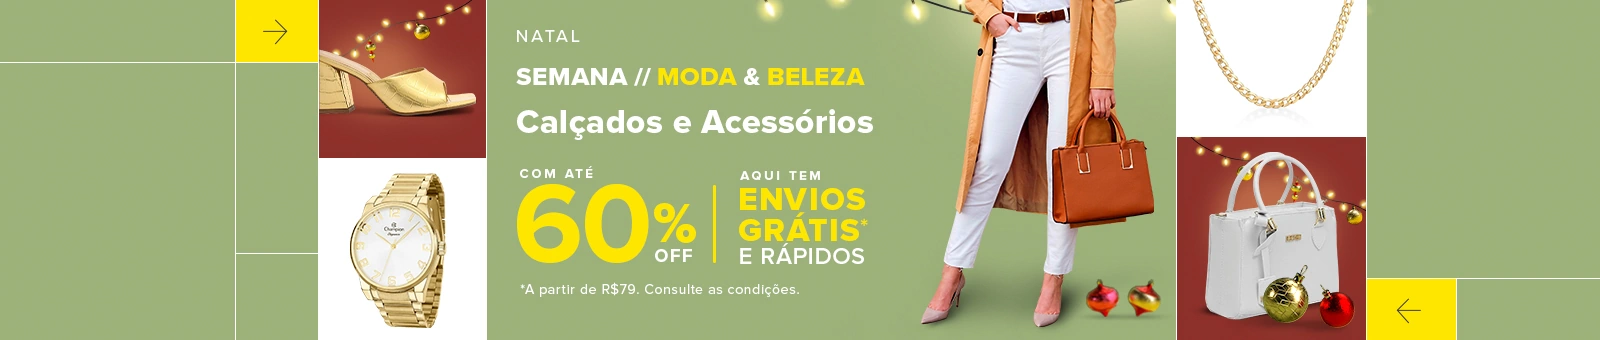 NATAL
SEMANA // MODA & BELEZA
Calçados e Acessórios
COM ATÉ
60%
OFF
AQUI TEM
ENVIOS
GRÁTIS*
E RÁPIDOS
*A partir de R$79. Consulte as condições.
Champion